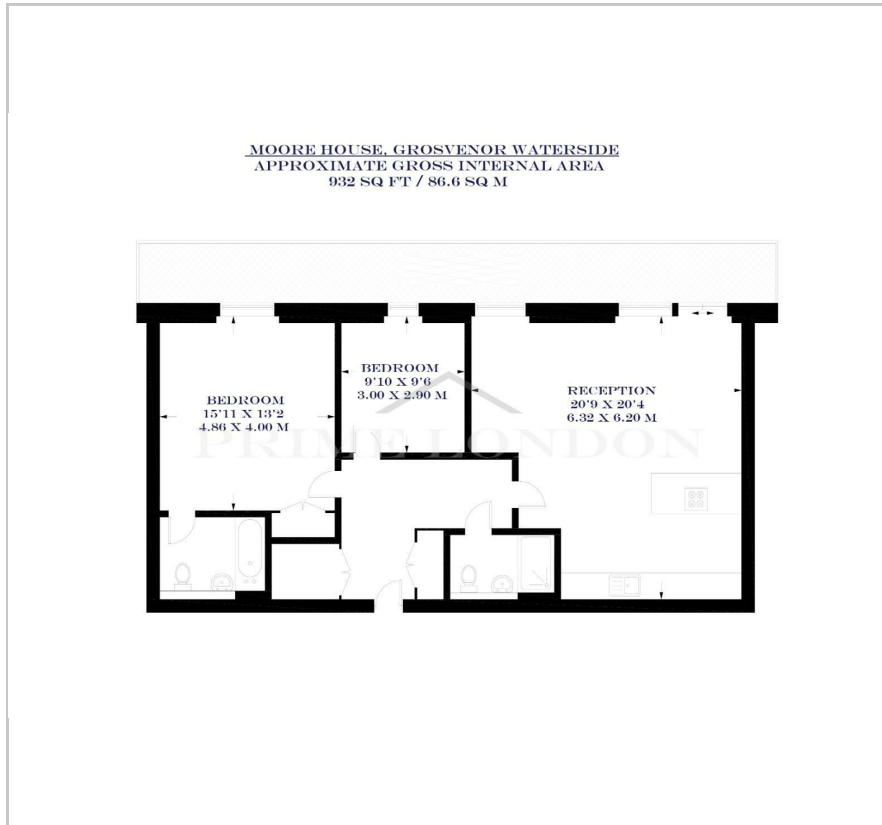 MOORE HOUSE, GROSVENOR WATERSIDE
APPROXIMATE GROSS INTERNAL AREA
932 SQ FT / 86.6 SQ M
BEDROOM
15'11 X 13'2
4.86 X 4.00 M
BEDROOM
9'10 X 9'6
3.00 X 2.90 M
RECEPTION
20'9 X 20'4
6.32 X 6.20 M
PRIME LONDON